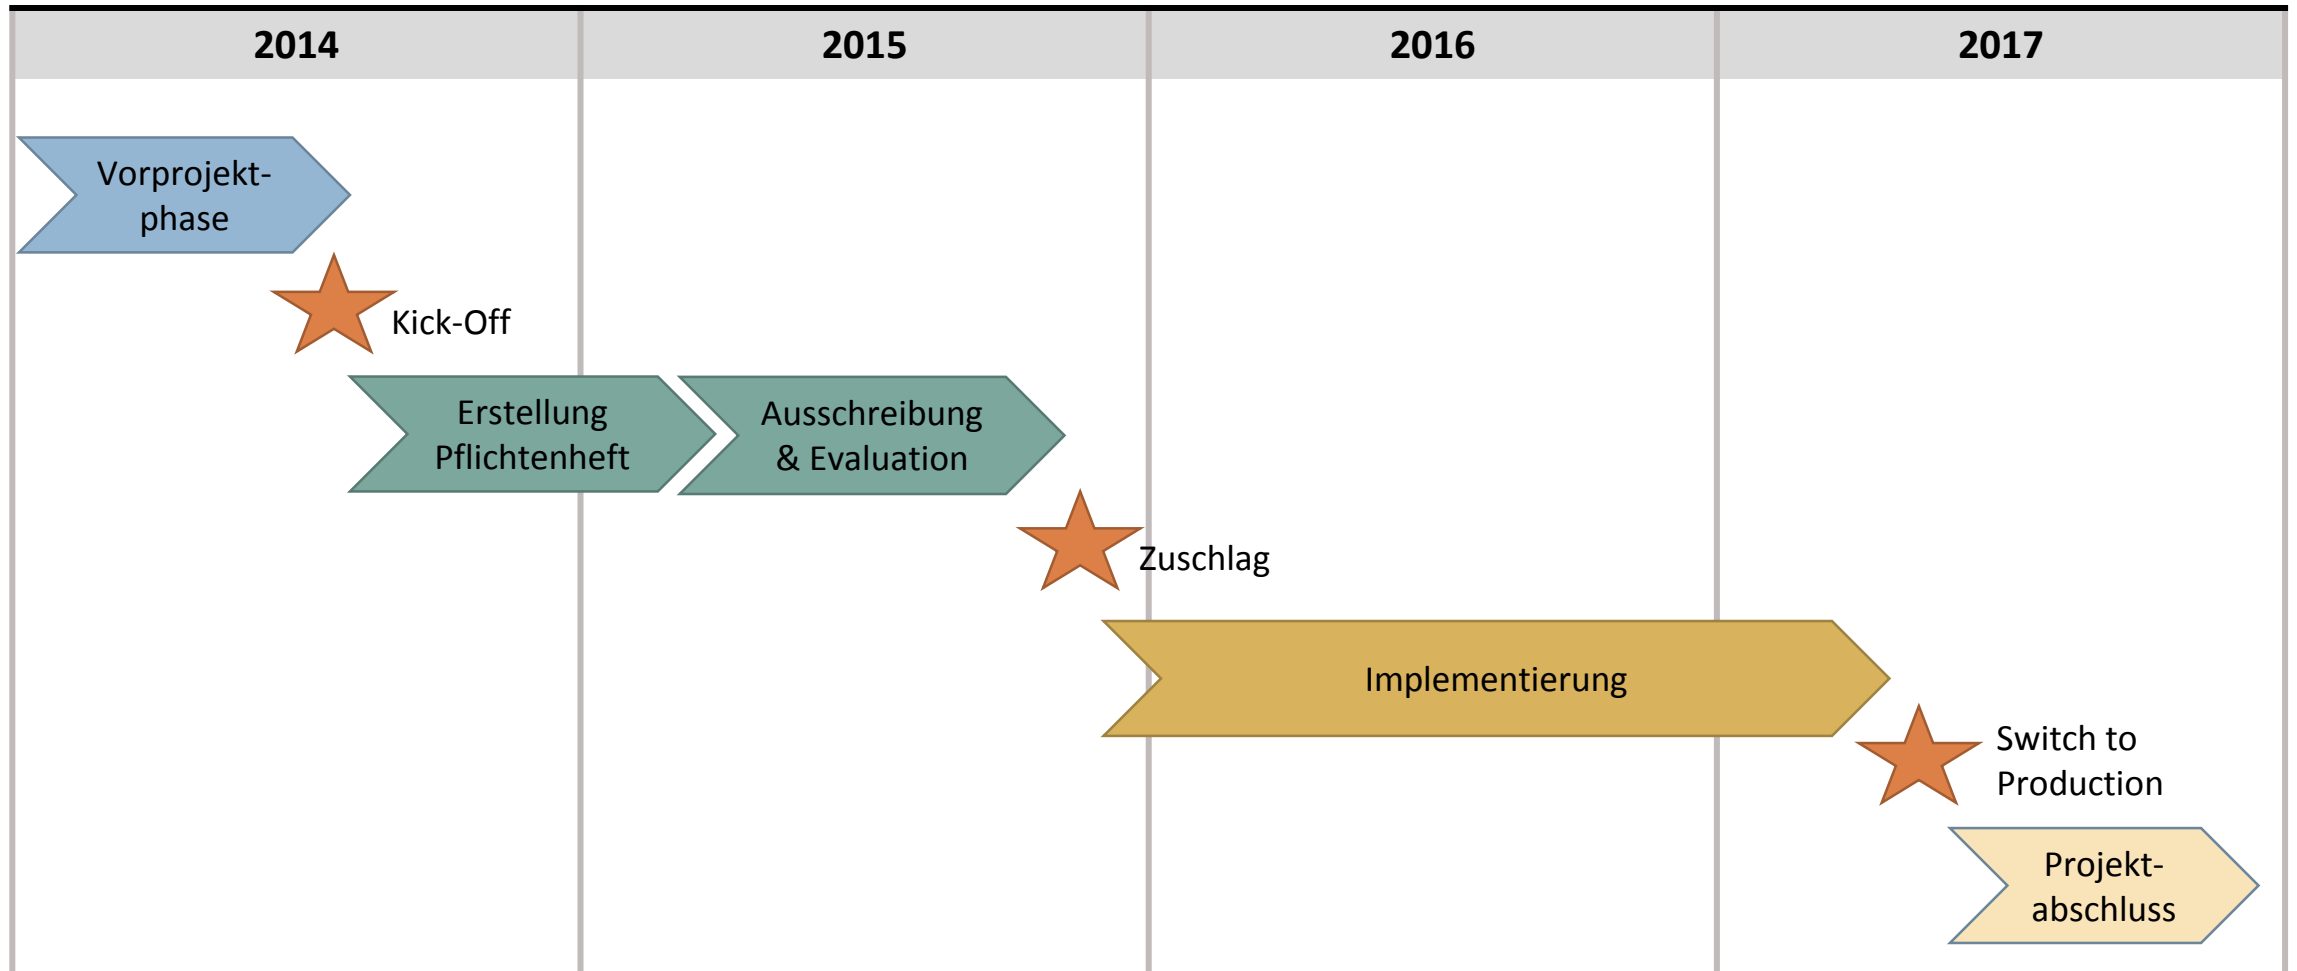 2014
2015
2016
2017
Vorprojekt-
phase
Kick-Off
Erstellung
Pflichtenheft
Ausschreibung
& Evaluation
Zuschlag
Implementierung
Switch to
Production
Projekt-
abschluss